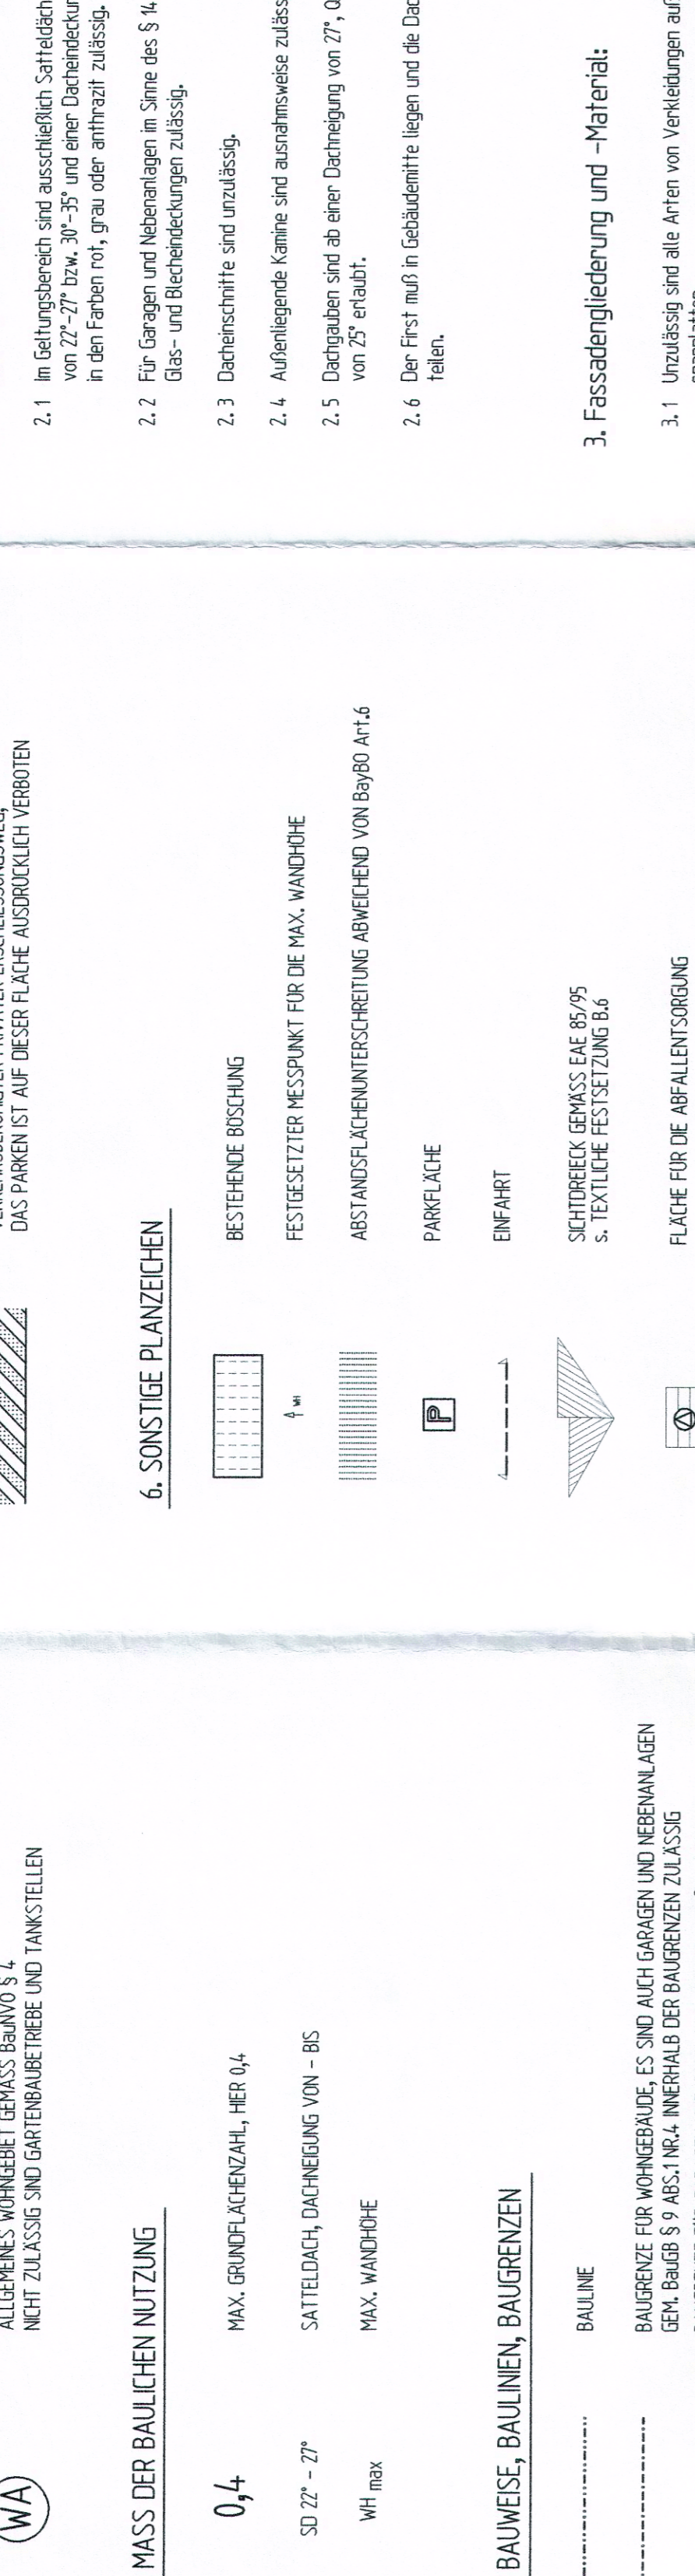 ALLGEMEINES WOHNGEBIET GEMÄSS BauNVO § 4
NICHT ZULÄSSIG SIND GARTENBAUBETRIEBE UND TANKSTELLEN
WA
MASS DER BAULICHEN NUTZUNG
0,4 MAX. GRUNDFLÄCHENZAHL, HIER 0,4
SD 22° - 27° SATTELDACH, DACHNEIGUNG VON - BIS
WH max MAX. WANDHÖHE
BAUWEISE, BAULINIEN, BAUGRENZEN
BAULINIE
BAUGRENZE FÜR WOHNGEBÄUDE, ES SIND AUCH GARAGEN UND NEBENANLAGEN
GEM. BauGB § 9 ABS.1 NR.4 INNERHALB DER BAUGRENZEN ZULÄSSIG
DAS PARKEN IST AUF DIESER FLÄCHE AUSDRÜCKLICH VERBOTEN
6. SONSTIGE PLANZEICHEN
BESTEHENDE BÖSCHUNG
WH FESTGESETZTER MESSPUNKT FÜR DIE MAX. WANDHÖHE
ABSTANDSFLÄCHENUNTERSCHREITUNG ABWEICHEND VON BayBO Art.6
P PARKFLÄCHE
EINFAHRT
SICHTDREIECK GEMÄSS EAE 85/95
s. TEXTLICHE FESTSETZUNG B.6
FLÄCHE FÜR DIE ABFALLENTSORGUNG
2.1 Im Geltungsbereich sind ausschließlich Satteldäch
von 22°-27° bzw. 30°-35° und einer Dacheindeckun
in den Farben rot, grau oder anthrazit zulässig.
2.2 Für Garagen und Nebenanlagen im Sinne des § 14
Glas- und Blecheindeckungen zulässig.
2.3 Dacheinschnitte sind unzulässig.
2.4 Außenliegende Kamine sind ausnahmsweise zuläss
2.5 Dachgauben sind ab einer Dachneigung von 27°, Q
von 25° erlaubt.
2.6 Der First muß in Gebäudemitte liegen und die Dac
teilen.
3. Fassadengliederung und -Material:
3.1 Unzulässig sind alle Arten von Verkleidungen auß